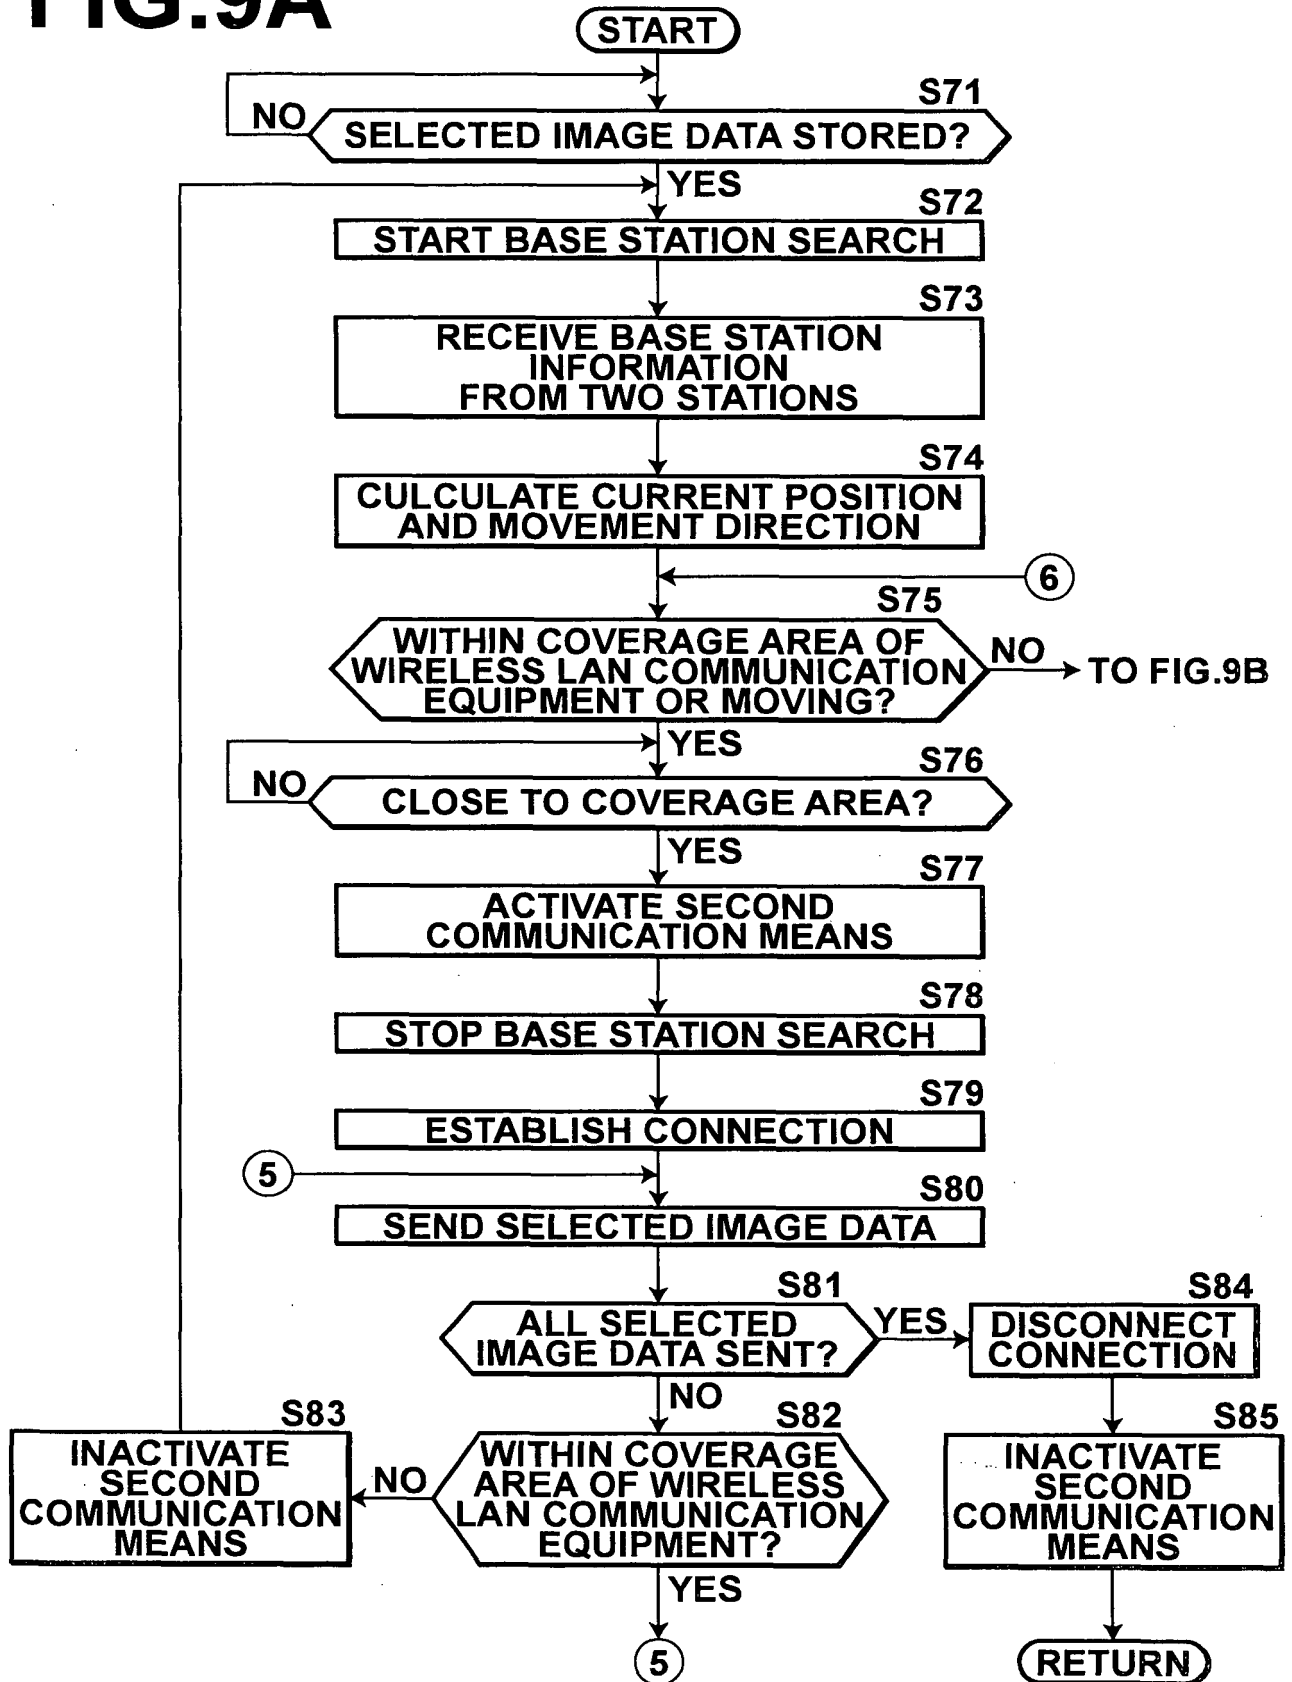 FIG.9A
START
S71
NO
SELECTED IMAGE DATA STORED?
YES
S72
START BASE STATION SEARCH
S73
RECEIVE BASE STATION
INFORMATION
FROM TWO STATIONS
S74
CULCULATE CURRENT POSITION
AND MOVEMENT DIRECTION
6
S75
WITHIN COVERAGE AREA OF
WIRELESS LAN COMMUNICATION
EQUIPMENT OR MOVING?
NO
TO FIG.9B
YES
S76
NO
CLOSE TO COVERAGE AREA?
YES
S77
ACTIVATE SECOND
COMMUNICATION MEANS
S78
STOP BASE STATION SEARCH
S79
ESTABLISH CONNECTION
5
S80
SEND SELECTED IMAGE DATA
S81
ALL SELECTED
IMAGE DATA SENT?
YES
S84
DISCONNECT
CONNECTION
NO
S83
INACTIVATE
SECOND
COMMUNICATION
MEANS
NO
S82
WITHIN COVERAGE
AREA OF WIRELESS
LAN COMMUNICATION
EQUIPMENT?
S85
INACTIVATE
SECOND
COMMUNICATION
MEANS
YES
5
RETURN